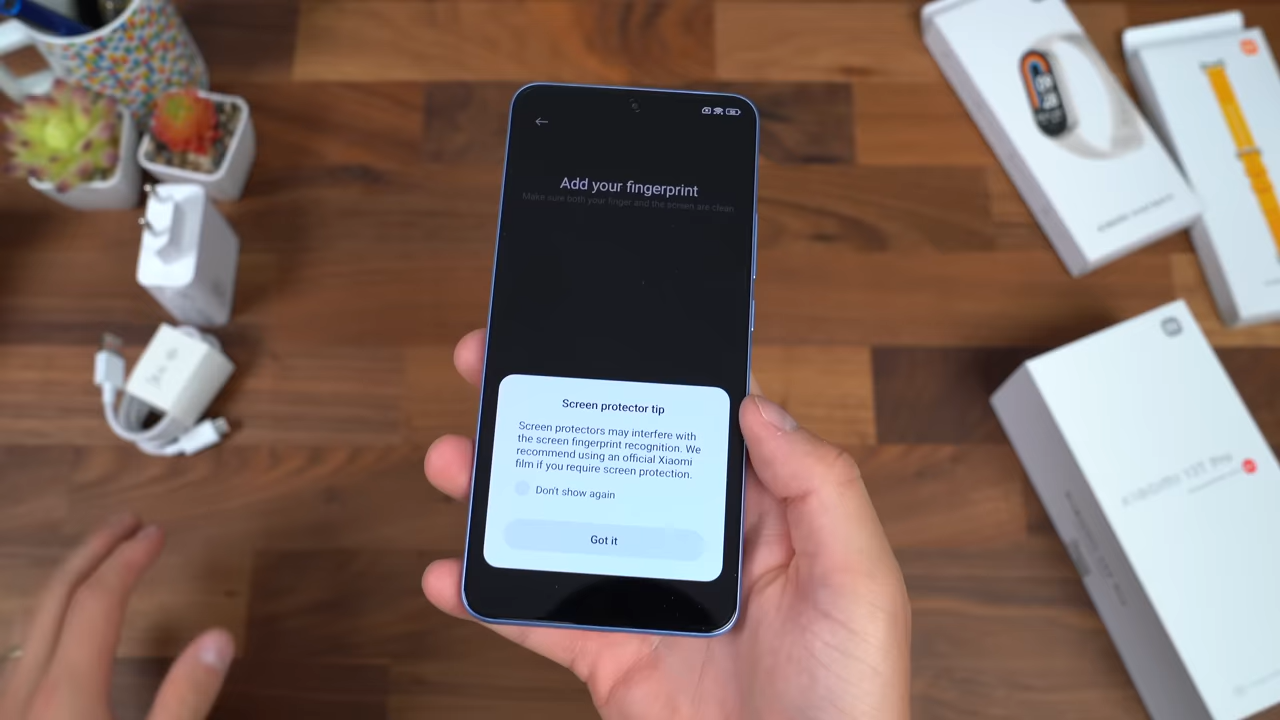 Add your fingerprint
Make sure both your finger and the screen are clean
Screen protector tip
Screen protectors may interfere with
the screen fingerprint recognition. We
recommend using an official Xiaomi
film if you require screen protection.
Don't show again
Got it